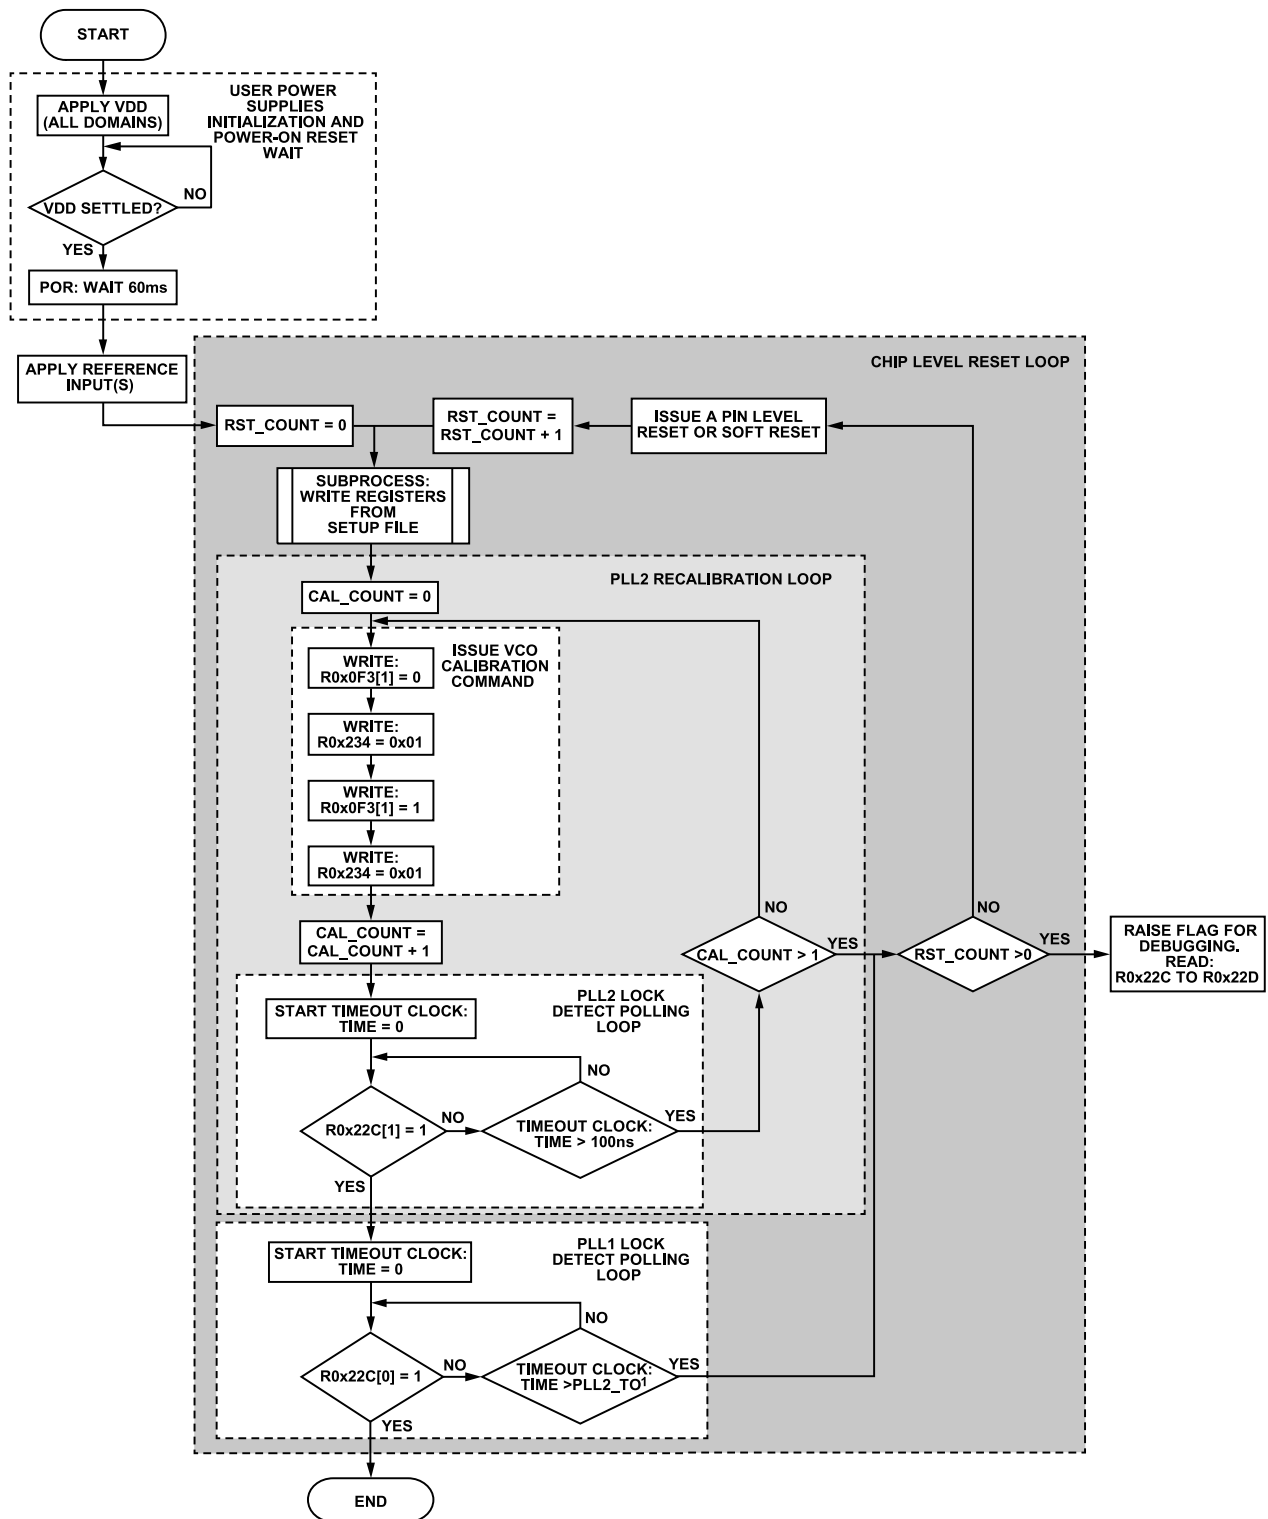 START
USER POWER
SUPPLIES
INITIALIZATION AND
POWER-ON RESET
WAIT
APPLY VDD
(ALL DOMAINS)
NO
VDD SETTLED?
YES
POR: WAIT 60ms
APPLY REFERENCE
INPUT(S)
CHIP LEVEL RESET LOOP
RST_COUNT = 0
RST_COUNT =
RST_COUNT + 1
ISSUE A PIN LEVEL
RESET OR SOFT RESET
SUBPROCESS:
WRITE REGISTERS
FROM
SETUP FILE
PLL2 RECALIBRATION LOOP
CAL_COUNT = 0
ISSUE VCO
CALIBRATION
COMMAND
WRITE:
R0x0F3[1] = 0
WRITE:
R0x234 = 0x01
WRITE:
R0x0F3[1] = 1
WRITE:
R0x234 = 0x01
CAL_COUNT =
CAL_COUNT + 1
NO
CAL_COUNT > 1
YES
NO
RST_COUNT >0
YES
RAISE FLAG FOR
DEBUGGING.
READ:
R0x22C TO R0x22D
PLL2 LOCK
DETECT POLLING
LOOP
START TIMEOUT CLOCK:
TIME = 0
NO
R0x22C[1] = 1
NO
TIMEOUT CLOCK:
TIME > 100ns
YES
YES
PLL1 LOCK
DETECT POLLING
LOOP
START TIMEOUT CLOCK:
TIME = 0
NO
R0x22C[0] = 1
NO
TIMEOUT CLOCK:
TIME >PLL2_TO¹
YES
YES
END